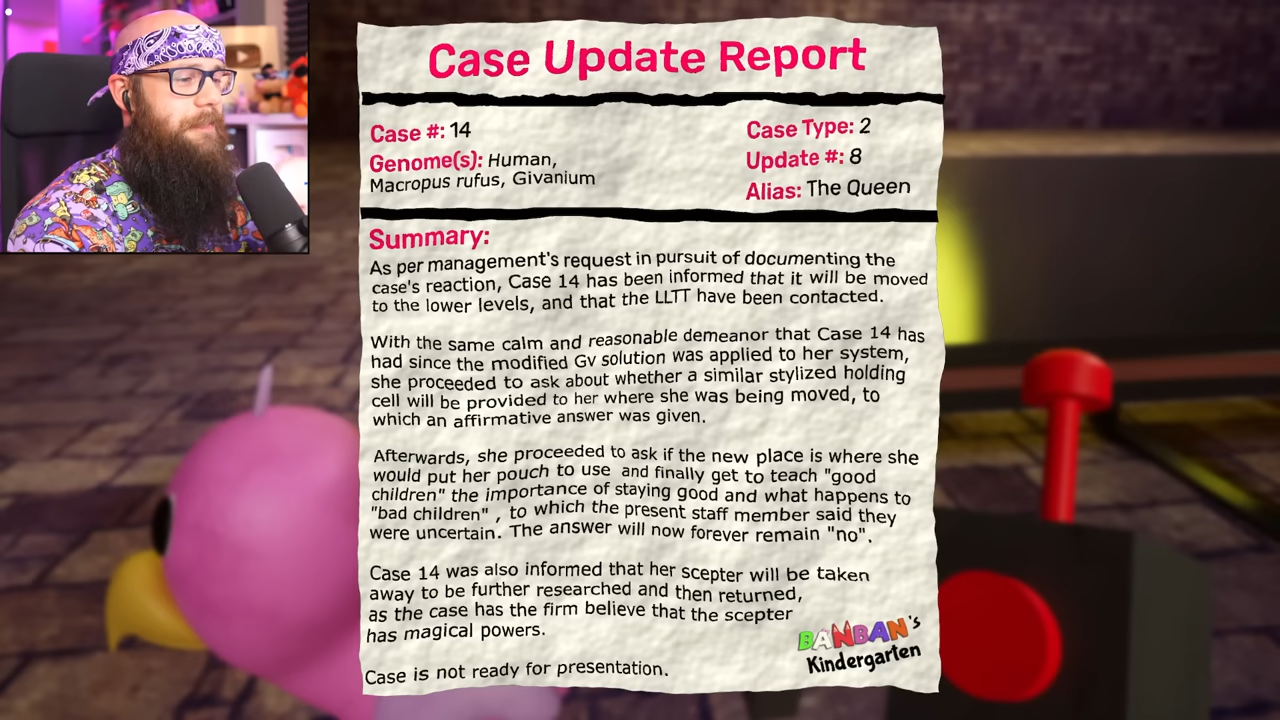 Case Update Report
Case #: 14
Genome(s): Human,
Macropus rufus, Givanium
Case Type: 2
Update #: 8
Alias: The Queen
Summary:
As per management's request in pursuit of documenting the
case's reaction, Case 14 has been informed that it will be moved
to the lower levels, and that the LLTT have been contacted.
With the same calm and reasonable demeanor that Case 14 has
had since the modified Gv solution was applied to her system,
she proceeded to ask about whether a similar stylized holding
cell will be provided to her where she was being moved, to
which an affirmative answer was given.
Afterwards, she proceeded to ask if the new place is where she
would put her pouch to use and finally get to teach "good
children" the importance of staying good and what happens to
"bad children" , to which the present staff member said they
were uncertain. The answer will now forever remain "no".
Case 14 was also informed that her scepter will be taken
away to be further researched and then returned,
as the case has the firm believe that the scepter
has magical powers.
Case is not ready for presentation.
BANBAN's
Kindergarten